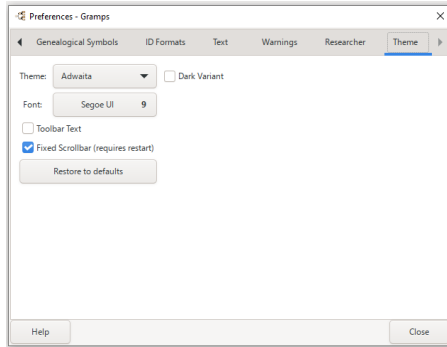 Preferences - Gramps
Genealogical Symbols ID Formats Text Warnings Researcher Theme
Theme: Adwaita Dark Variant
Font: Segoe UI 9
Toolbar Text
Fixed Scrollbar (requires restart)
Restore to defaults
Help Close